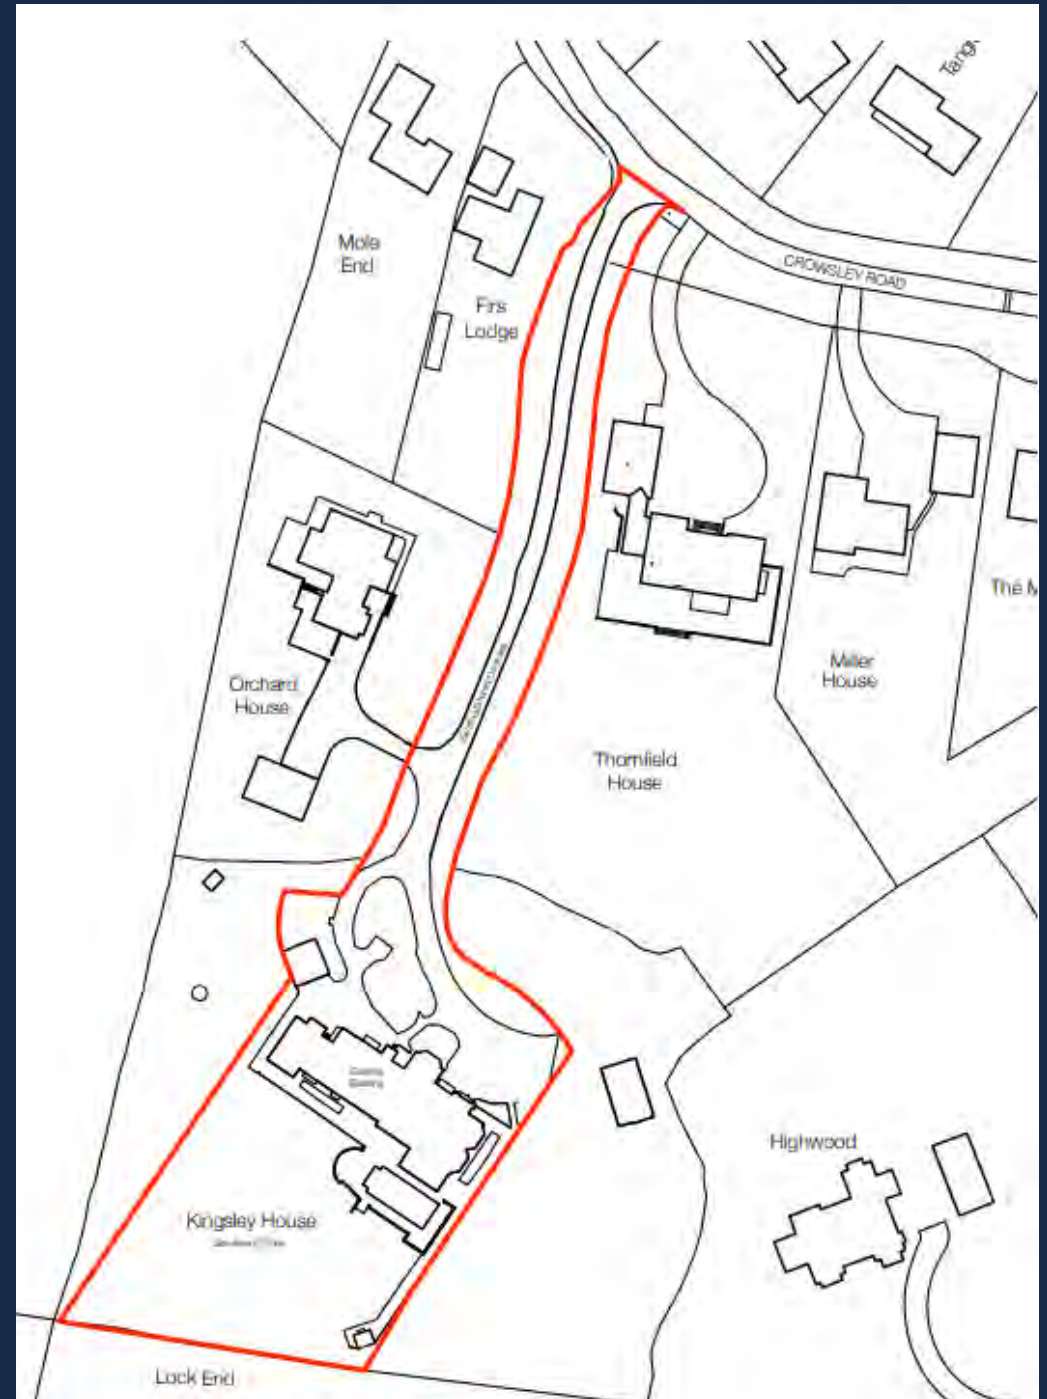 Tang
Mole
End
CROWSLEY ROAD
Firs
Lodge
The M
Orchard
House
Miller
House
Thornfield
House
Highwood
Kingsley House
Lock End